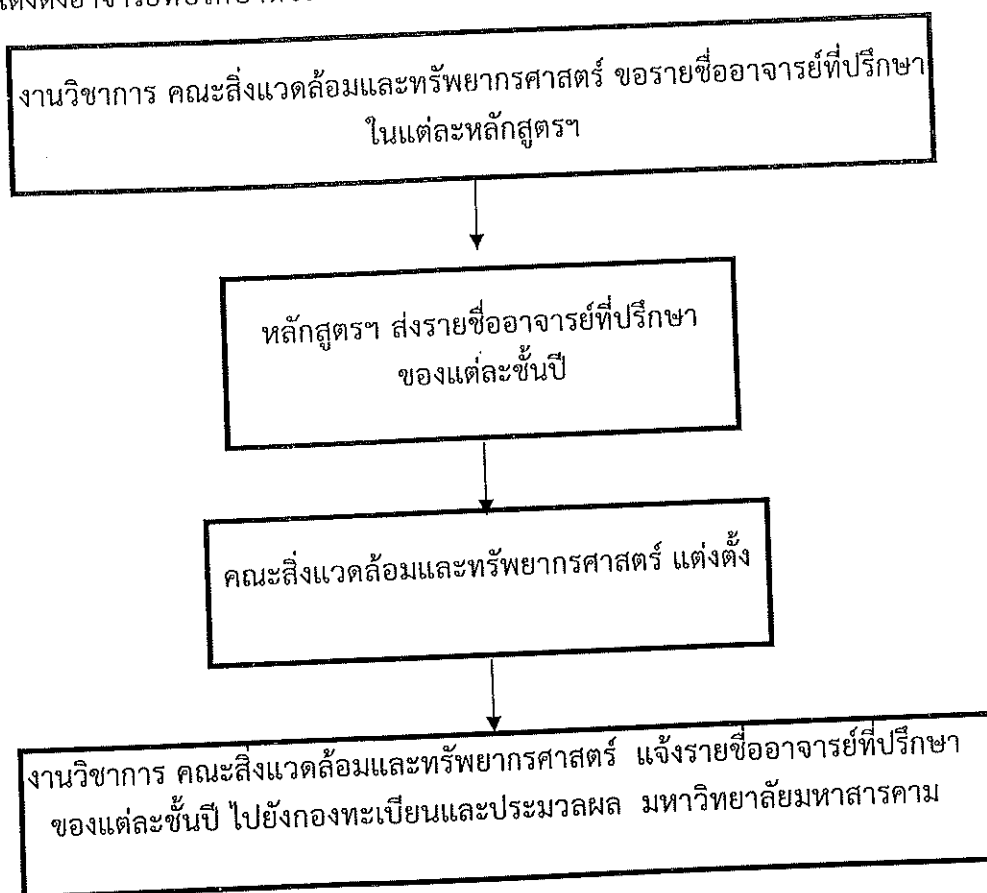 งานวิชาการ คณะสิ่งแวดล้อมและทรัพยากรศาสตร์ ขอรายชื่ออาจารย์ที่ปรึกษา
ในแต่ละหลักสูตรฯ
หลักสูตรฯ ส่งรายชื่ออาจารย์ที่ปรึกษา
ของแต่ละชั้นปี
คณะสิ่งแวดล้อมและทรัพยากรศาสตร์ แต่งตั้ง
งานวิชาการ คณะสิ่งแวดล้อมและทรัพยากรศาสตร์ แจ้งรายชื่ออาจารย์ที่ปรึกษา
ของแต่ละชั้นปี ไปยังกองทะเบียนและประมวลผล มหาวิทยาลัยมหาสารคาม